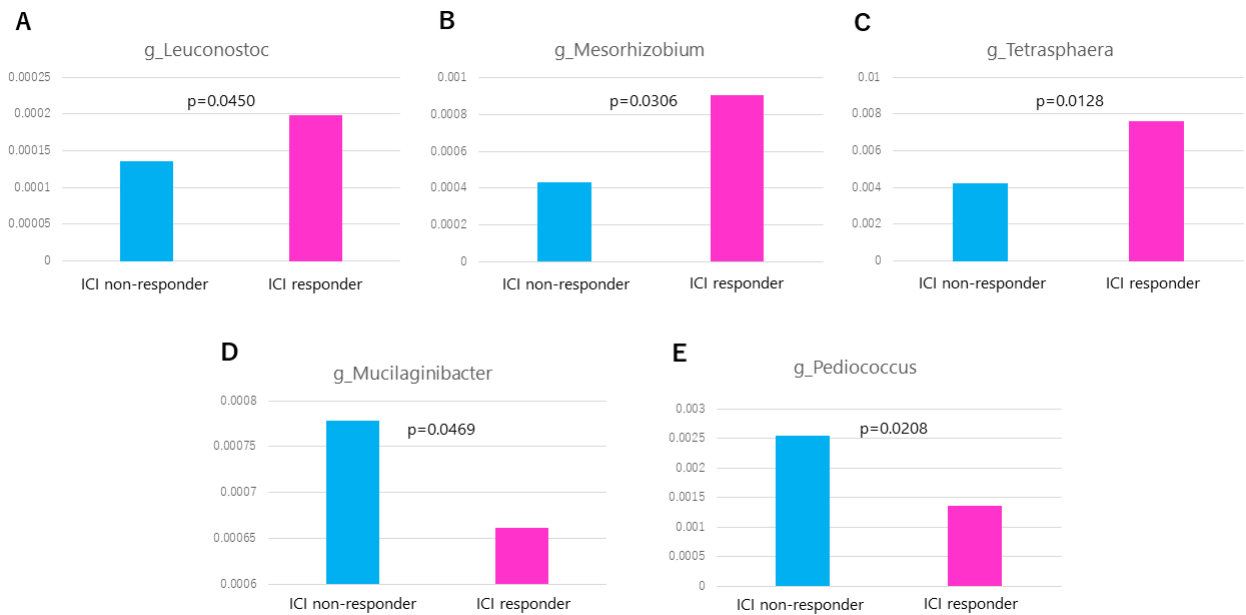 A
g_Leuconostoc
0.00025
0.0002
0.00015
0.0001
0.00005
0
p=0.0450
ICI non-responder
ICI responder
B
g_Mesorhizobium
0.001
0.0008
0.0006
0.0004
0.0002
0
p=0.0306
ICI non-responder
ICI responder
C
g_Tetrasphaera
0.01
0.008
0.006
0.004
0.002
0
p=0.0128
ICI non-responder
ICI responder
D
g_Mucilaginibacter
0.0008
0.00075
0.0007
0.00065
0.0006
p=0.0469
ICI non-responder
ICI responder
E
g_Pediococcus
0.003
0.0025
0.002
0.0015
0.001
0.0005
0
p=0.0208
ICI non-responder
ICI responder